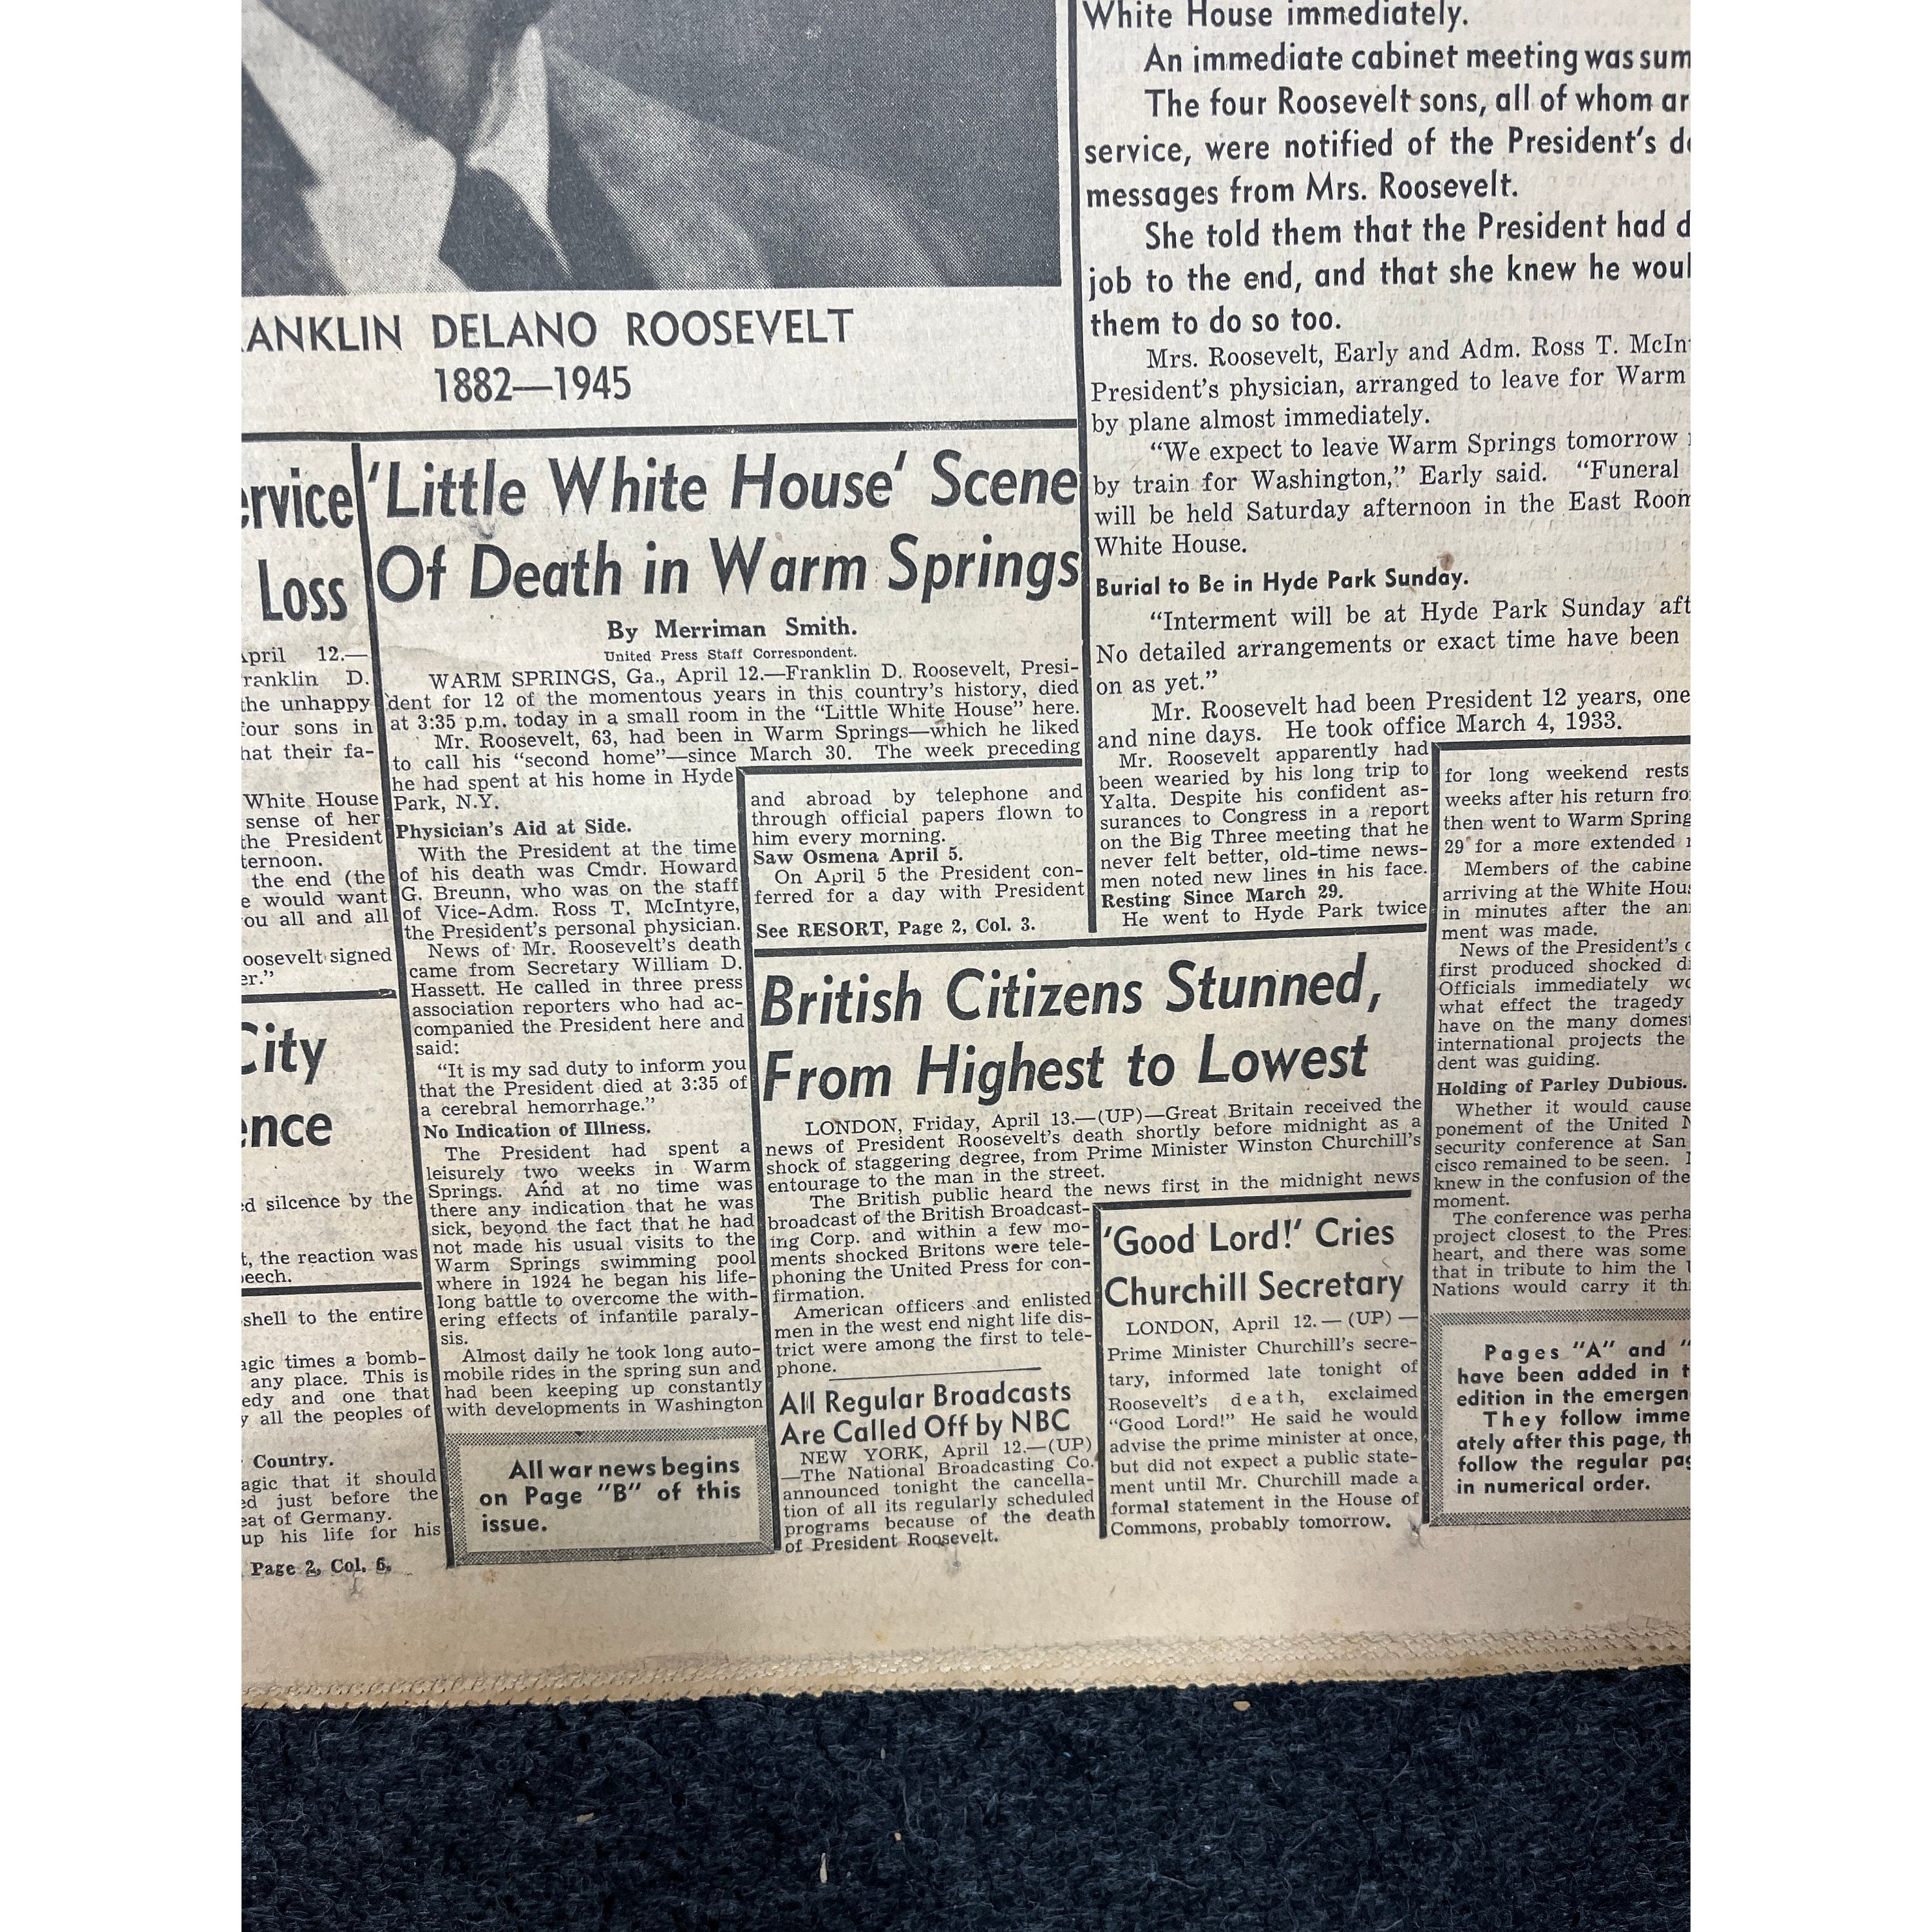 ANKLIN DELANO ROOSEVELT
1882—1945
ervice
Loss
April 12.—
ranklin D.
the unhappy
four sons in
hat their fa-
White House
sense of her
the President
ternoon.
the end (the
e would want
ou all and all
oosevelt signed
er."
City
ence
ed silcence by the
t, the reaction was
peech.
shell to the entire
agic times a bomb-
any place. This is
edy and one that
y all the peoples of
Country.
agic that it should
ed just before the
eat of Germany.
up his life for his
Page 2, Col. 6.
'Little White House' Scene
Of Death in Warm Springs
By Merriman Smith.
United Press Staff Correspondent.
WARM SPRINGS, Ga., April 12.—Franklin D. Roosevelt, Presi-
dent for 12 of the momentous years in this country's history, died
at 3:35 p.m. today in a small room in the "Little White House" here.
Mr. Roosevelt, 63, had been in Warm Springs—which he liked
to call his "second home"—since March 30. The week preceding
he had spent at his home in Hyde
Park, N.Y.
Physician's Aid at Side.
With the President at the time
of his death was Cmdr. Howard
G. Breunn, who was on the staff
of Vice-Adm. Ross T. McIntyre,
the President's personal physician.
News of Mr. Roosevelt's death
came from Secretary William D.
Hassett. He called in three press
association reporters who had ac-
companied the President here and
said:
"It is my sad duty to inform you
that the President died at 3:35 of
a cerebral hemorrhage."
No Indication of Illness.
The President had spent a
leisurely two weeks in Warm
Springs. And at no time was
there any indication that he was
sick, beyond the fact that he had
not made his usual visits to the
Warm Springs swimming pool
where in 1924 he began his life-
long battle to overcome the with-
ering effects of infantile paraly-
sis.
Almost daily he took long auto-
mobile rides in the spring sun and
had been keeping up constantly
with developments in Washington
All war news begins
on Page "B" of this
issue.
and abroad by telephone and
through official papers flown to
him every morning.
Saw Osmena April 5.
On April 5 the President con-
ferred for a day with President
See RESORT, Page 2, Col. 3.
British Citizens Stunned,
From Highest to Lowest
LONDON, Friday, April 13.—(UP)—Great Britain received the
news of President Roosevelt's death shortly before midnight as a
shock of staggering degree, from Prime Minister Winston Churchill's
entourage to the man in the street.
The British public heard the news first in the midnight news
broadcast of the British Broadcast-
ing Corp. and within a few mo-
ments shocked Britons were tele-
phoning the United Press for con-
firmation.
American officers and enlisted
men in the west end night life dis-
trict were among the first to tele-
phone.
All Regular Broadcasts
Are Called Off by NBC
NEW YORK, April 12.—(UP)
—The National Broadcasting Co.
announced tonight the cancella-
tion of all its regularly scheduled
programs because of the death
of President Roosevelt.
'Good Lord!' Cries
Churchill Secretary
LONDON, April 12. — (UP) —
Prime Minister Churchill's secre-
tary, informed late tonight of
Roosevelt's death, exclaimed
"Good Lord!" He said he would
advise the prime minister at once,
but did not expect a public state-
ment until Mr. Churchill made a
formal statement in the House of
Commons, probably tomorrow.
White House immediately.
An immediate cabinet meeting was sum
The four Roosevelt sons, all of whom ar
service, were notified of the President's de
messages from Mrs. Roosevelt.
She told them that the President had d
job to the end, and that she knew he woul
them to do so too.
Mrs. Roosevelt, Early and Adm. Ross T. McInt
President's physician, arranged to leave for Warm
by plane almost immediately.
"We expect to leave Warm Springs tomorrow
by train for Washington," Early said. "Funeral
will be held Saturday afternoon in the East Room
White House.
Burial to Be in Hyde Park Sunday.
"Interment will be at Hyde Park Sunday aft
No detailed arrangements or exact time have been
on as yet."
Mr. Roosevelt had been President 12 years, one
and nine days. He took office March 4, 1933.
Mr. Roosevelt apparently had
been wearied by his long trip to
Yalta. Despite his confident as-
surances to Congress in a report
on the Big Three meeting that he
never felt better, old-time news-
men noted new lines in his face.
Resting Since March 29.
He went to Hyde Park twice
for long weekend rests
weeks after his return fro
then went to Warm Spring
29 for a more extended
Members of the cabine
arriving at the White Hou
in minutes after the an
ment was made.
News of the President's
first produced shocked di
Officials immediately wo
what effect the tragedy
have on the many domes
international projects the
dent was guiding.
Holding of Parley Dubious.
Whether it would cause
ponement of the United N
security conference at San
cisco remained to be seen.
knew in the confusion of the
moment.
The conference was perha
project closest to the Pres
heart, and there was some
that in tribute to him the U
Nations would carry it th
Pages "A" and "
have been added in t
edition in the emergen
They follow imme
ately after this page, th
follow the regular pag
in numerical order.